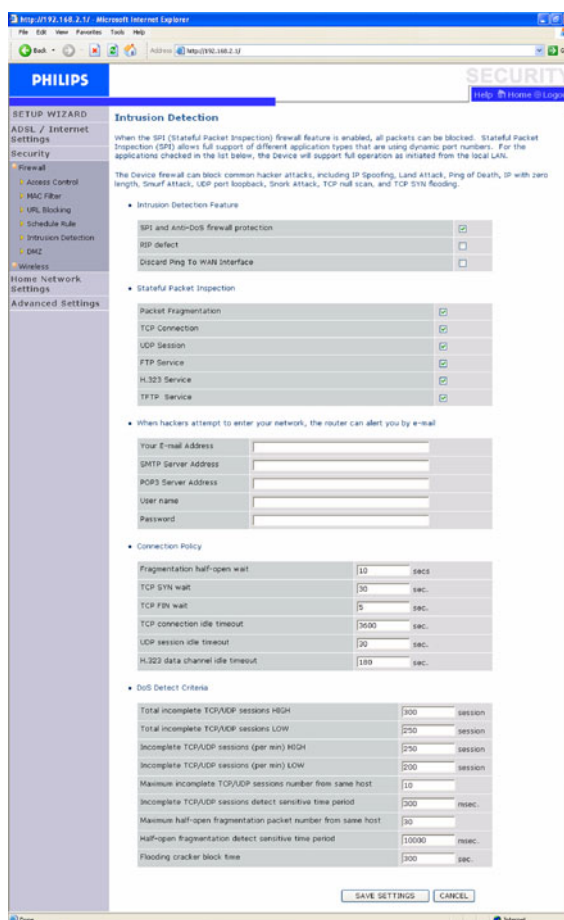 http://192.168.2.1/ - Microsoft Internet Explorer
File Edit View Favorites Tools Help
Back
Address http://192.168.2.1/
PHILIPS
SECURITY
Help Home Logo
SETUP WIZARD
ADSL / Internet Settings
Security
Firewall
Access Control
MAC Filter
URL Blocking
Schedule Rule
Intrusion Detection
DMZ
Wireless
Home Network Settings
Advanced Settings
Intrusion Detection
When the SPI (Stateful Packet Inspection) firewall feature is enabled, all packets can be blocked. Stateful Packet
Inspection (SPI) allows full support of different application types that are using dynamic port numbers. For the
applications checked in the list below, the Device will support full operation as initiated from the local LAN.
The Device firewall can block common hacker attacks, including IP Spoofing, Land Attack, Ping of Death, IP with zero
length, Smurf Attack, UDP port loopback, Snork Attack, TCP null scan, and TCP SYN flooding.
• Intrusion Detection Feature
SPI and Anti-DoS firewall protection
RIP defect
Discard Ping To WAN Interface
• Stateful Packet Inspection
Packet Fragmentation
TCP Connection
UDP Session
FTP Service
H.323 Service
TFTP Service
• When hackers attempt to enter your network, the router can alert you by e-mail
Your E-mail Address
SMTP Server Address
POP3 Server Address
User name
Password
• Connection Policy
Fragmentation half-open wait 10 secs
TCP SYN wait 30 sec.
TCP FIN wait 5 sec.
TCP connection idle timeout 3600 sec.
UDP session idle timeout 30 sec.
H.323 data channel idle timeout 180 sec.
• DoS Detect Criteria
Total incomplete TCP/UDP sessions HIGH 300 session
Total incomplete TCP/UDP sessions LOW 250 session
Incomplete TCP/UDP sessions (per min) HIGH 250 session
Incomplete TCP/UDP sessions (per min) LOW 200 session
Maximum incomplete TCP/UDP sessions number from same host 10
Incomplete TCP/UDP sessions detect sensitive time period 300 msec.
Maximum half-open fragmentation packet number from same host 30
Half-open fragmentation detect sensitive time period 10000 msec.
Flooding cracker block time 300 sec.
SAVE SETTINGS CANCEL
Internet